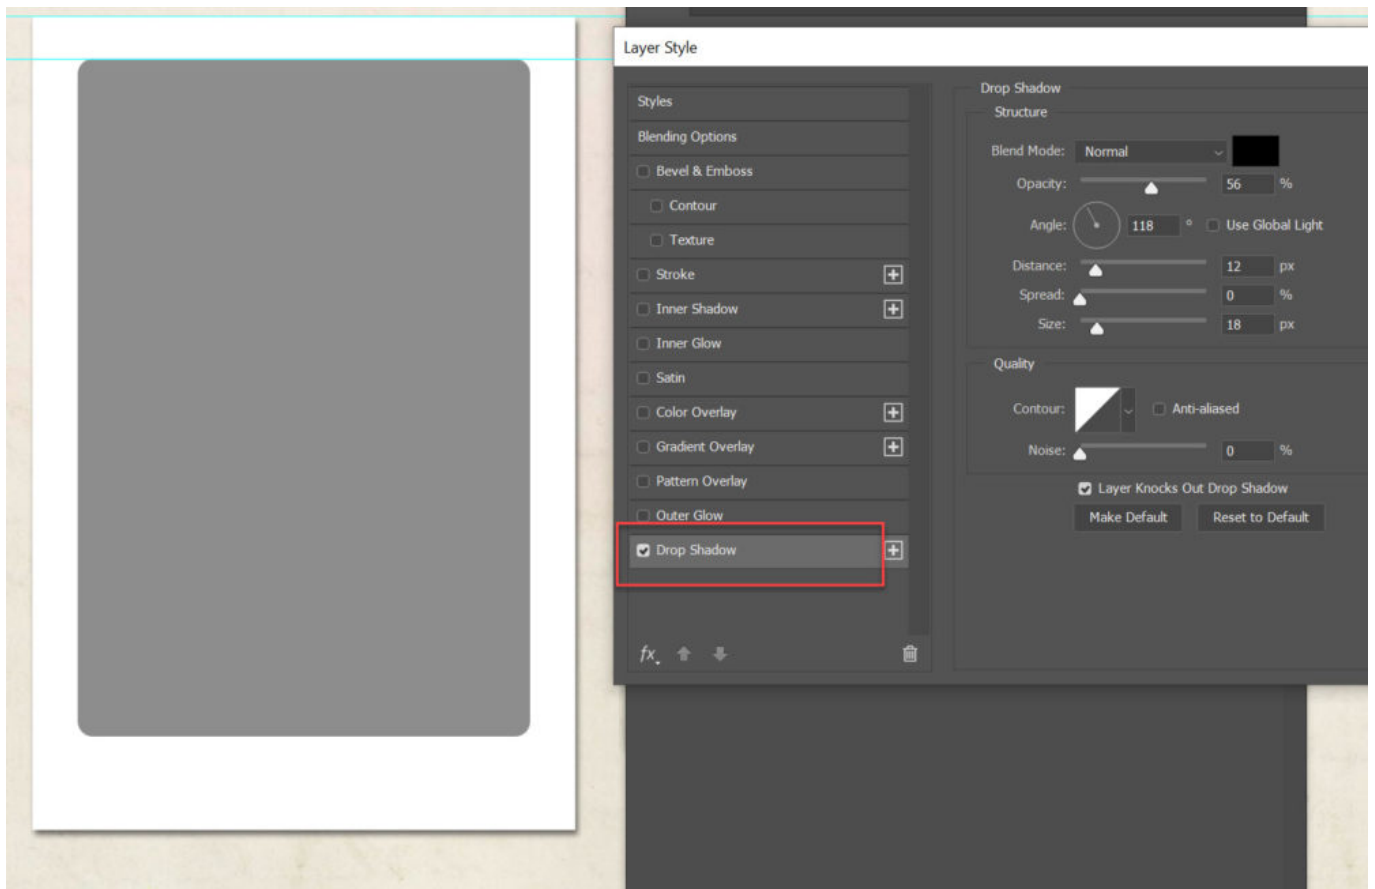 Layer Style
Styles
Blending Options
Bevel & Emboss
Contour
Texture
Stroke
Inner Shadow
Inner Glow
Satin
Color Overlay
Gradient Overlay
Pattern Overlay
Outer Glow
Drop Shadow
fx
Drop Shadow
Structure
Blend Mode: Normal
Opacity: 56 %
Angle: 118 ° Use Global Light
Distance: 12 px
Spread: 0 %
Size: 18 px
Quality
Contour: Anti-aliased
Noise: 0 %
Layer Knocks Out Drop Shadow
Make Default Reset to Default